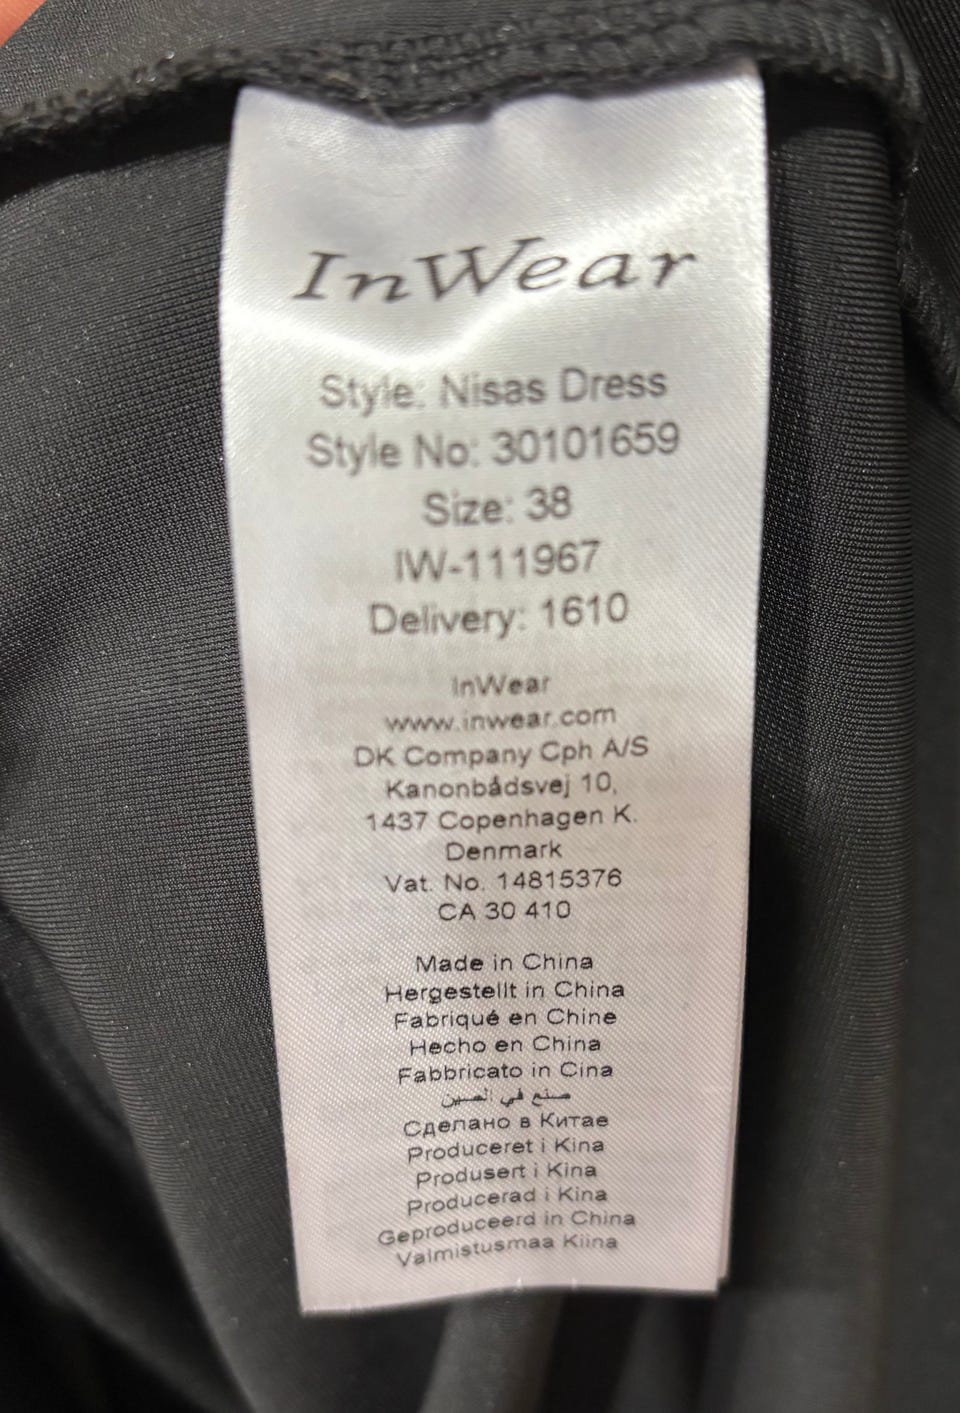 InWear
Style: Nisas Dress
Style No: 30101659
Size: 38
IW-111967
Delivery: 1610
InWear
www.inwear.com
DK Company Cph A/S
Kanonbådsvej 10,
1437 Copenhagen K.
Denmark
Vat. No. 14815376
CA 30 410
Made in China
Hergestellt in China
Fabriqué en Chine
Hecho en China
Fabbricato in Cina
صنع في الصين
Сделано в Китае
Produceret i Kina
Produsert i Kina
Producerad i Kina
Geproduceerd in China
Valmistusmaa Kiina